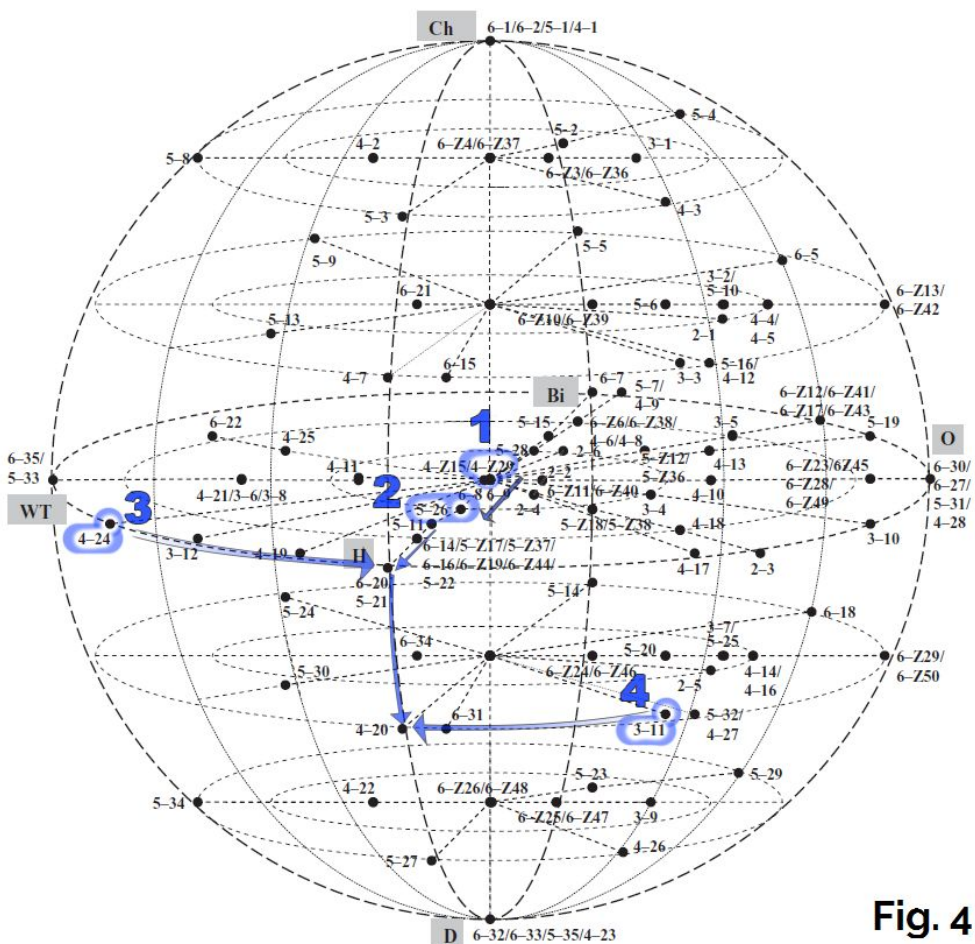 Ch 6–1/6–2/5–1/4–1
5–4
5–2
4–2 6–Z4/6–Z37 3–1
5–8
6–Z3/6–Z36
5–3 4–3
5–5
5–9 6–5
3–2/
5–10
6–Z13/
6–Z42
6–21 5–6
6–Z10/6–Z39 4–4/
4–5
5–13 2–1
6–15 5–16/
4–12
4–7 3–3
6–7 5–7/
4–9
Bi
6–Z12/6–Z41/
6–Z17/6–Z43
1
6–22 5–15 6–Z6/6–Z38/
4–6/4–8
3–5 5–19
4–25 5–28 2–6 5–Z12/
5–Z36
4–13 O
6–35/
5–33
4–11 4–Z15/4–Z29 2–2 6–Z23/6Z45
6–Z28/
6–Z49
6–30/
6–27/
5–31/
4–28
4–21/3–6/3–8 2 6–8 6–9 6–Z11/6–Z40 4–10
WT 3 5–26 2–4 3–4
4–24 5–11 5–Z18/5–Z38 4–18 3–10
3–12 4–19 H 6–14/5–Z17/5–Z37/
6–16/6–Z19/6–Z44/
5–22
4–17 2–3
6–20
5–21
5–14
5–24 6–18
3–7/
5–25
6–34 5–20 6–Z29/
6–Z50
6–Z24/6–Z46 4–14/
4–16
5–30 4 2–5
6–31 3–11 5–32/
4–27
4–20
5–23 5–29
4–22 6–Z26/6–Z48
5–34 6–Z25/6–Z47 3–9
5–27 4–26
D 6–32/6–33/5–35/4–23
Fig. 4